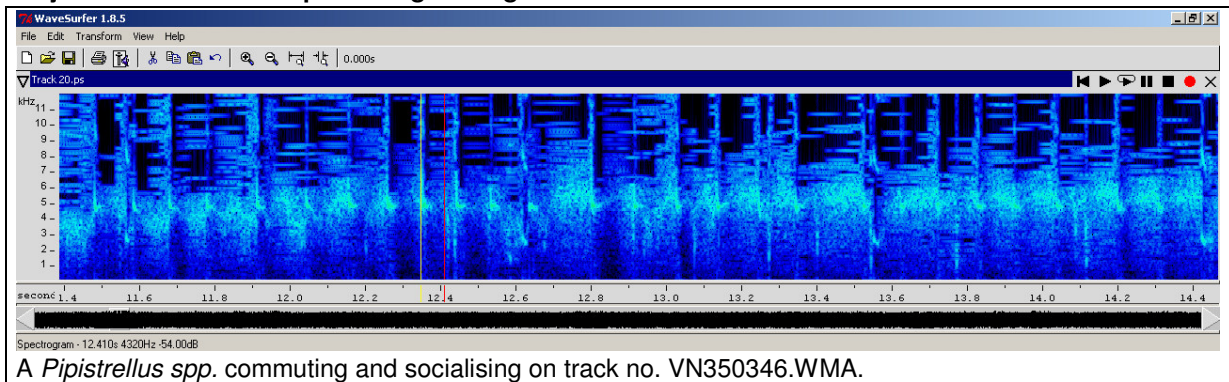 WaveSurfer 1.8.5
File Edit Transform View Help
0.000s
Track 20.ps
kHz
11
10
9
8
7
6
5
4
3
2
1
second 1.4 11.6 11.8 12.0 12.2 12.4 12.6 12.8 13.0 13.2 13.4 13.6 13.8 14.0 14.2 14.4
Spectrogram - 12.410s 4320Hz -54.00dB
A Pipistrellus spp. commuting and socialising on track no. VN350346.WMA.